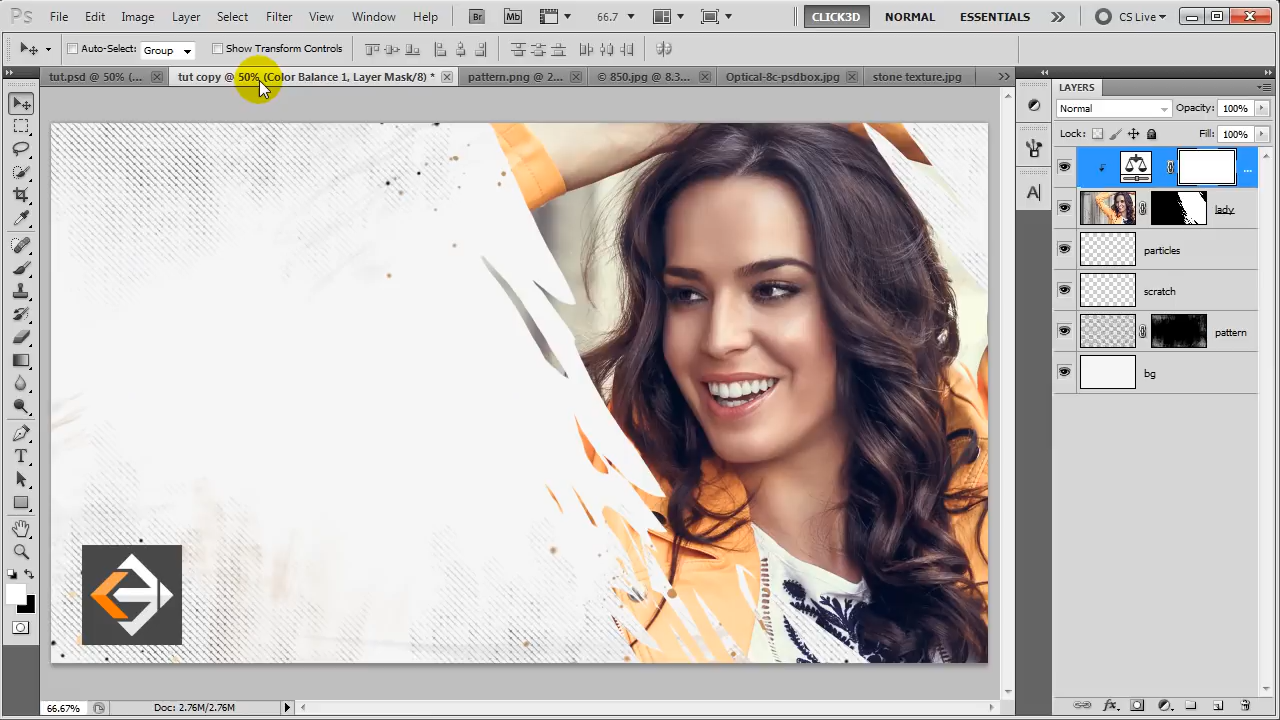 Ps File Edit Image Layer Select Filter View Window Help Br Mb 66.7 CLICK3D NORMAL ESSENTIALS CS Live
Auto-Select: Group Show Transform Controls
tut.psd @ 50% (... tut copy @ 50% (Color Balance 1, Layer Mask/8) * pattern.png @ 2... © 850.jpg @ 8.3... tical-8c-psdbox.jpg stone texture.jpg
LAYERS
Normal Opacity: 100%
Lock: Fill: 100%
...
lady
particles
scratch
pattern
bg
66.67% Doc: 2.76M/2.76M